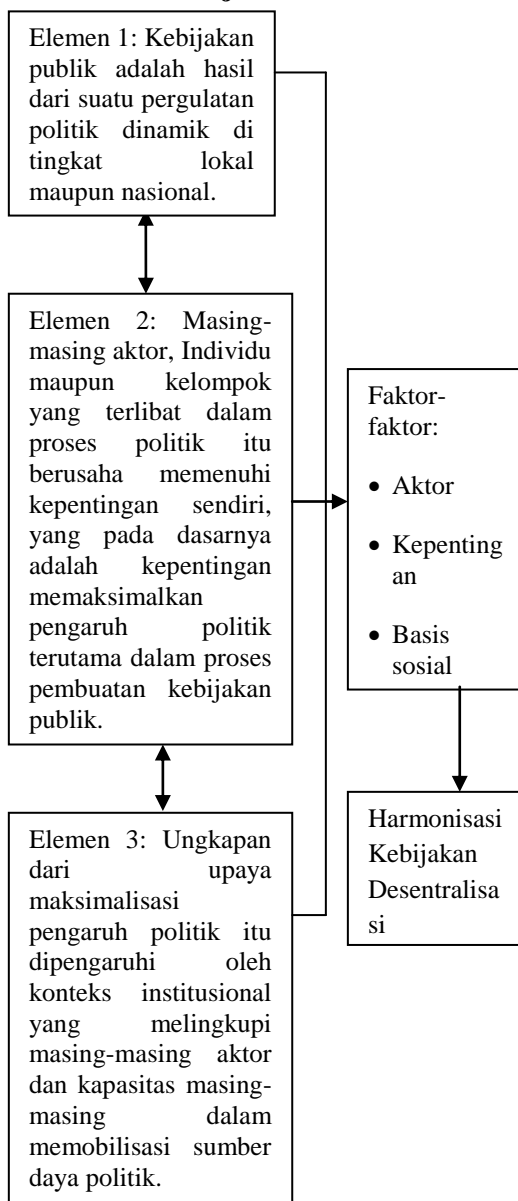 Elemen 1: Kebijakan
publik adalah hasil
dari suatu pergulatan
politik dinamik di
tingkat lokal
maupun nasional.
Elemen 2: Masing-
masing aktor, Individu
maupun kelompok
yang terlibat dalam
proses politik itu
berusaha memenuhi
kepentingan sendiri,
yang pada dasarnya
adalah kepentingan
memaksimalkan
pengaruh politik
terutama dalam proses
pembuatan kebijakan
publik.
Elemen 3: Ungkapan
dari upaya
maksimalisasi
pengaruh politik itu
dipengaruhi oleh
konteks institusional
yang melingkupi
masing-masing aktor
dan kapasitas masing-
masing dalam
memobilisasi sumber
daya politik.
Faktor-
faktor:
• Aktor
• Kepenting
an
• Basis
sosial
Harmonisasi
Kebijakan
Desentralisa
si